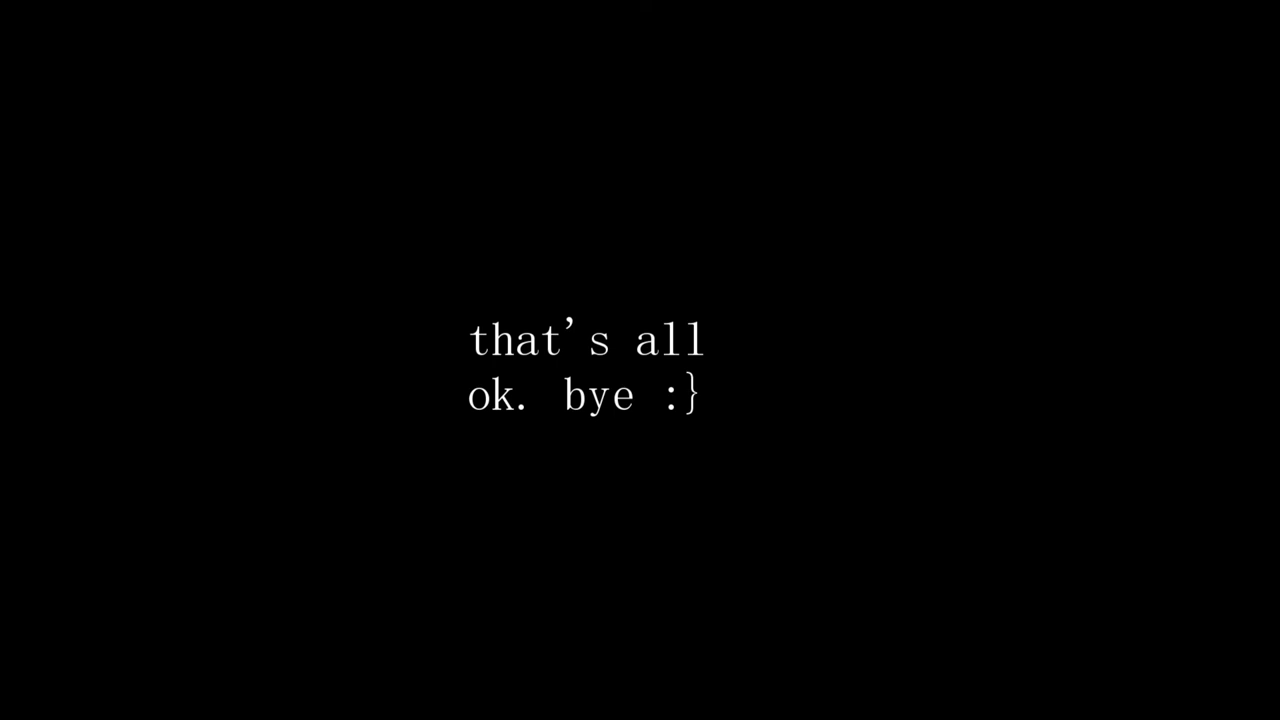 that's all
ok. bye :}